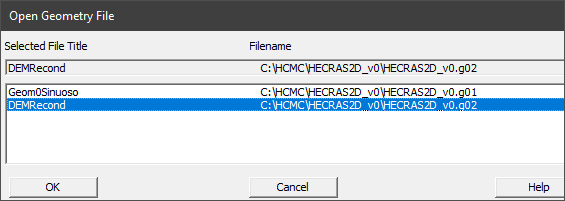 Open Geometry File
Selected File Title Filename
DEMRecond C:\HCMC\HECRAS2D_v0\HECRAS2D_v0.g02
Geom0Sinuoso C:\HCMC\HECRAS2D_v0\HECRAS2D_v0.g01
DEMRecond C:\HCMC\HECRAS2D_v0\HECRAS2D_v0.g02
OK Cancel Help